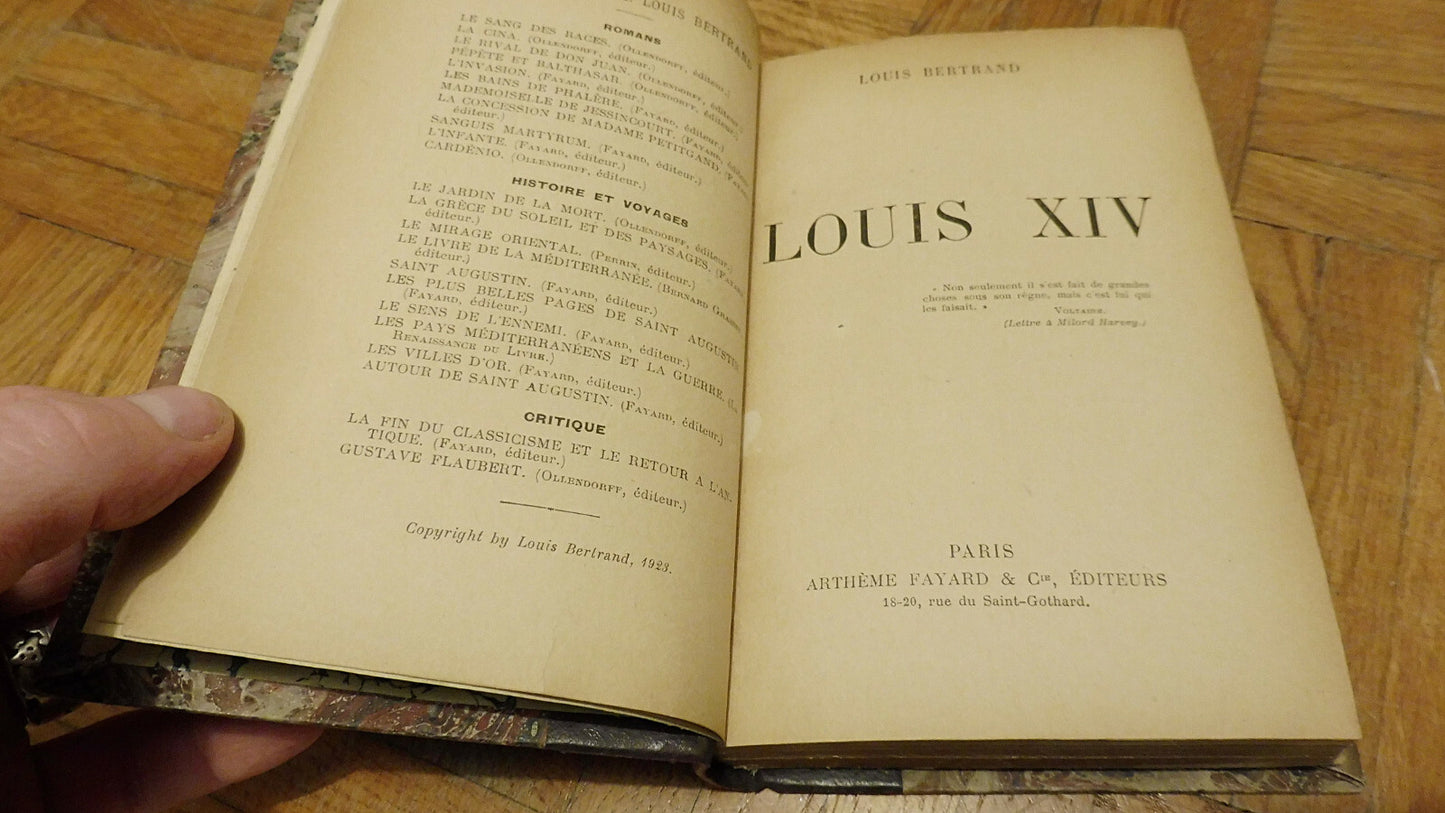 LOUIS BERTRAND
ROMANS
LE SANG DES RACES. (Ollendorff, éditeur.)
LA CINA. (Ollendorff, éditeur.)
LE RIVAL DE DON JUAN. (Ollendorff, éditeur.)
PÉPÈTE ET BALTHASAR. (Ollendorff, éditeur.)
L'INVASION. (Fayard, éditeur.)
LES BAINS DE PHALÈRE. (Fayard, éditeur.)
MADEMOISELLE DE JESSINCOURT. (Fayard, éditeur.)
LA CONCESSION DE MADAME PETITGAND. (Fayard,
éditeur.)
SANGUIS MARTYRUM. (Fayard, éditeur.)
L'INFANTE. (Fayard, éditeur.)
CARDÉNIO. (Ollendorff, éditeur.)
HISTOIRE ET VOYAGES
LE JARDIN DE LA MORT. (Ollendorff, éditeur.)
LA GRÈCE DU SOLEIL ET DES PAYSAGES. (Fayard,
éditeur.)
LE MIRAGE ORIENTAL. (Perrin, éditeur.)
LE LIVRE DE LA MÉDITERRANÉE. (Bernard Grasset,
éditeur.)
SAINT AUGUSTIN. (Fayard, éditeur.)
LES PLUS BELLES PAGES DE SAINT AUGUSTIN
(Fayard, éditeur.)
LE SENS DE L'ENNEMI. (Fayard, éditeur.)
LES PAYS MÉDITERRANÉENS ET LA GUERRE. (La
Renaissance du Livre.)
LES VILLES D'OR. (Fayard, éditeur.)
AUTOUR DE SAINT AUGUSTIN. (Fayard, éditeur.)
CRITIQUE
LA FIN DU CLASSICISME ET LE RETOUR A L'AN-
TIQUE. (Fayard, éditeur.)
GUSTAVE FLAUBERT. (Ollendorff, éditeur.)
Copyright by Louis Bertrand, 1923.
LOUIS BERTRAND
LOUIS XIV
« Non seulement il s'est fait de grandes
choses sous son règne, mais c'est lui qui
les faisait. »
Voltaire.
(Lettre à Milord Harvey.)
PARIS
ARTHÈME FAYARD & Cie, ÉDITEURS
18-20, rue du Saint-Gothard.